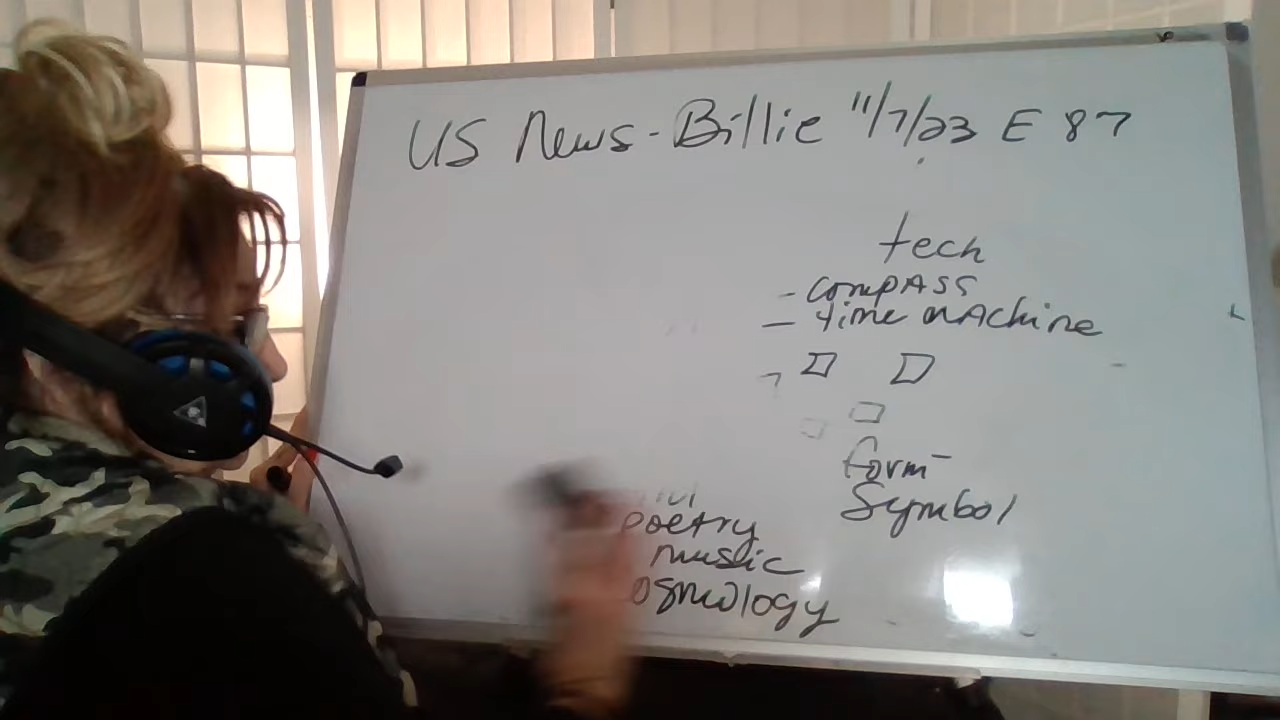 US News - Billie 11/7/23 E 87
tech
- compass
- time machine
form -
symbol
poetry
music
osmology